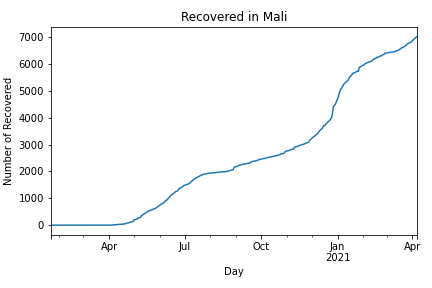 Recovered in Mali
Number of Recovered
7000
6000
5000
4000
3000
2000
1000
0
Apr
Jul
Oct
Jan
2021
Apr
Day